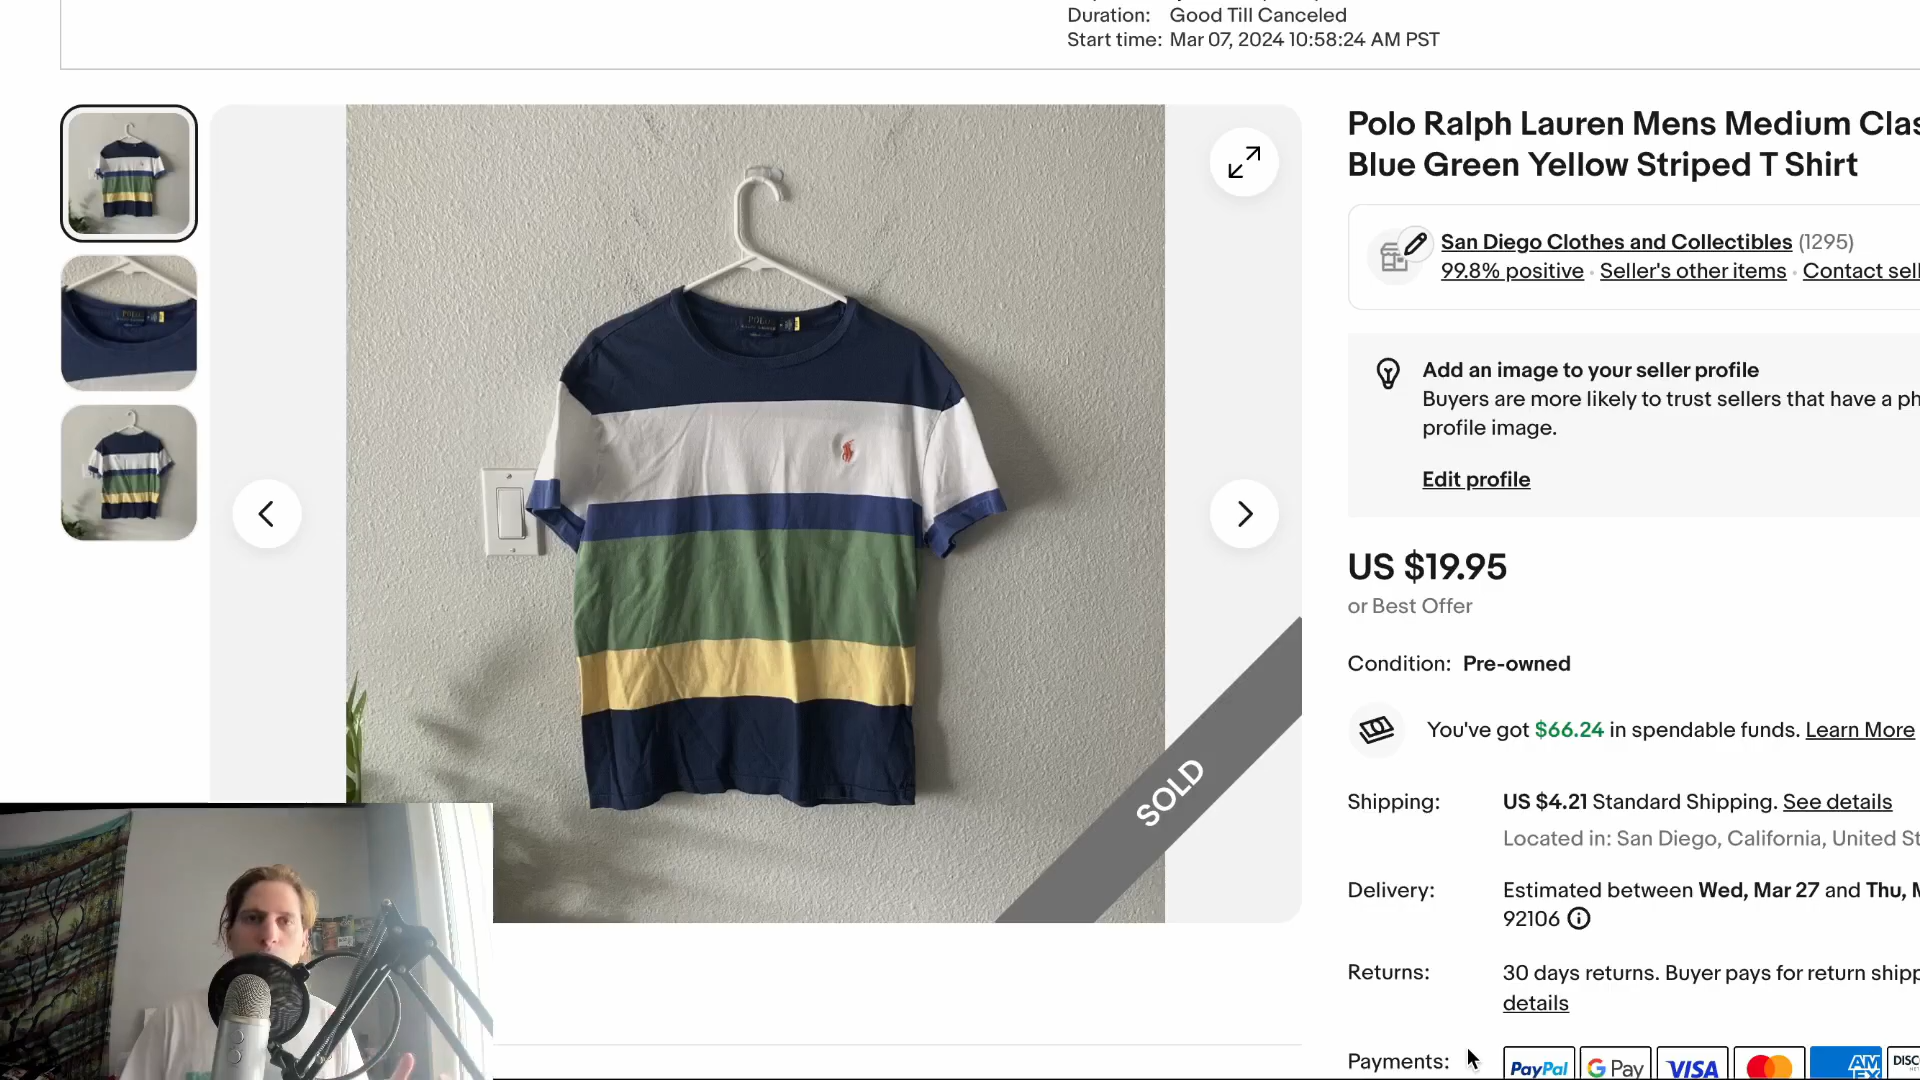 Duration: Good Till Canceled
Start time: Mar 07, 2024 10:58:24 AM PST
Polo Ralph Lauren Mens Medium Clas
Blue Green Yellow Striped T Shirt
San Diego Clothes and Collectibles (1295)
99.8% positive · Seller's other items · Contact sell
Add an image to your seller profile
Buyers are more likely to trust sellers that have a ph
profile image.
Edit profile
US $19.95
or Best Offer
Condition: Pre-owned
You've got $66.24 in spendable funds. Learn More
SOLD
Shipping: US $4.21 Standard Shipping. See details
Located in: San Diego, California, United St
Delivery: Estimated between Wed, Mar 27 and Thu, M
92106
Returns: 30 days returns. Buyer pays for return shipp
details
Payments: PayPal G Pay VISA AM EX DISC
POLO